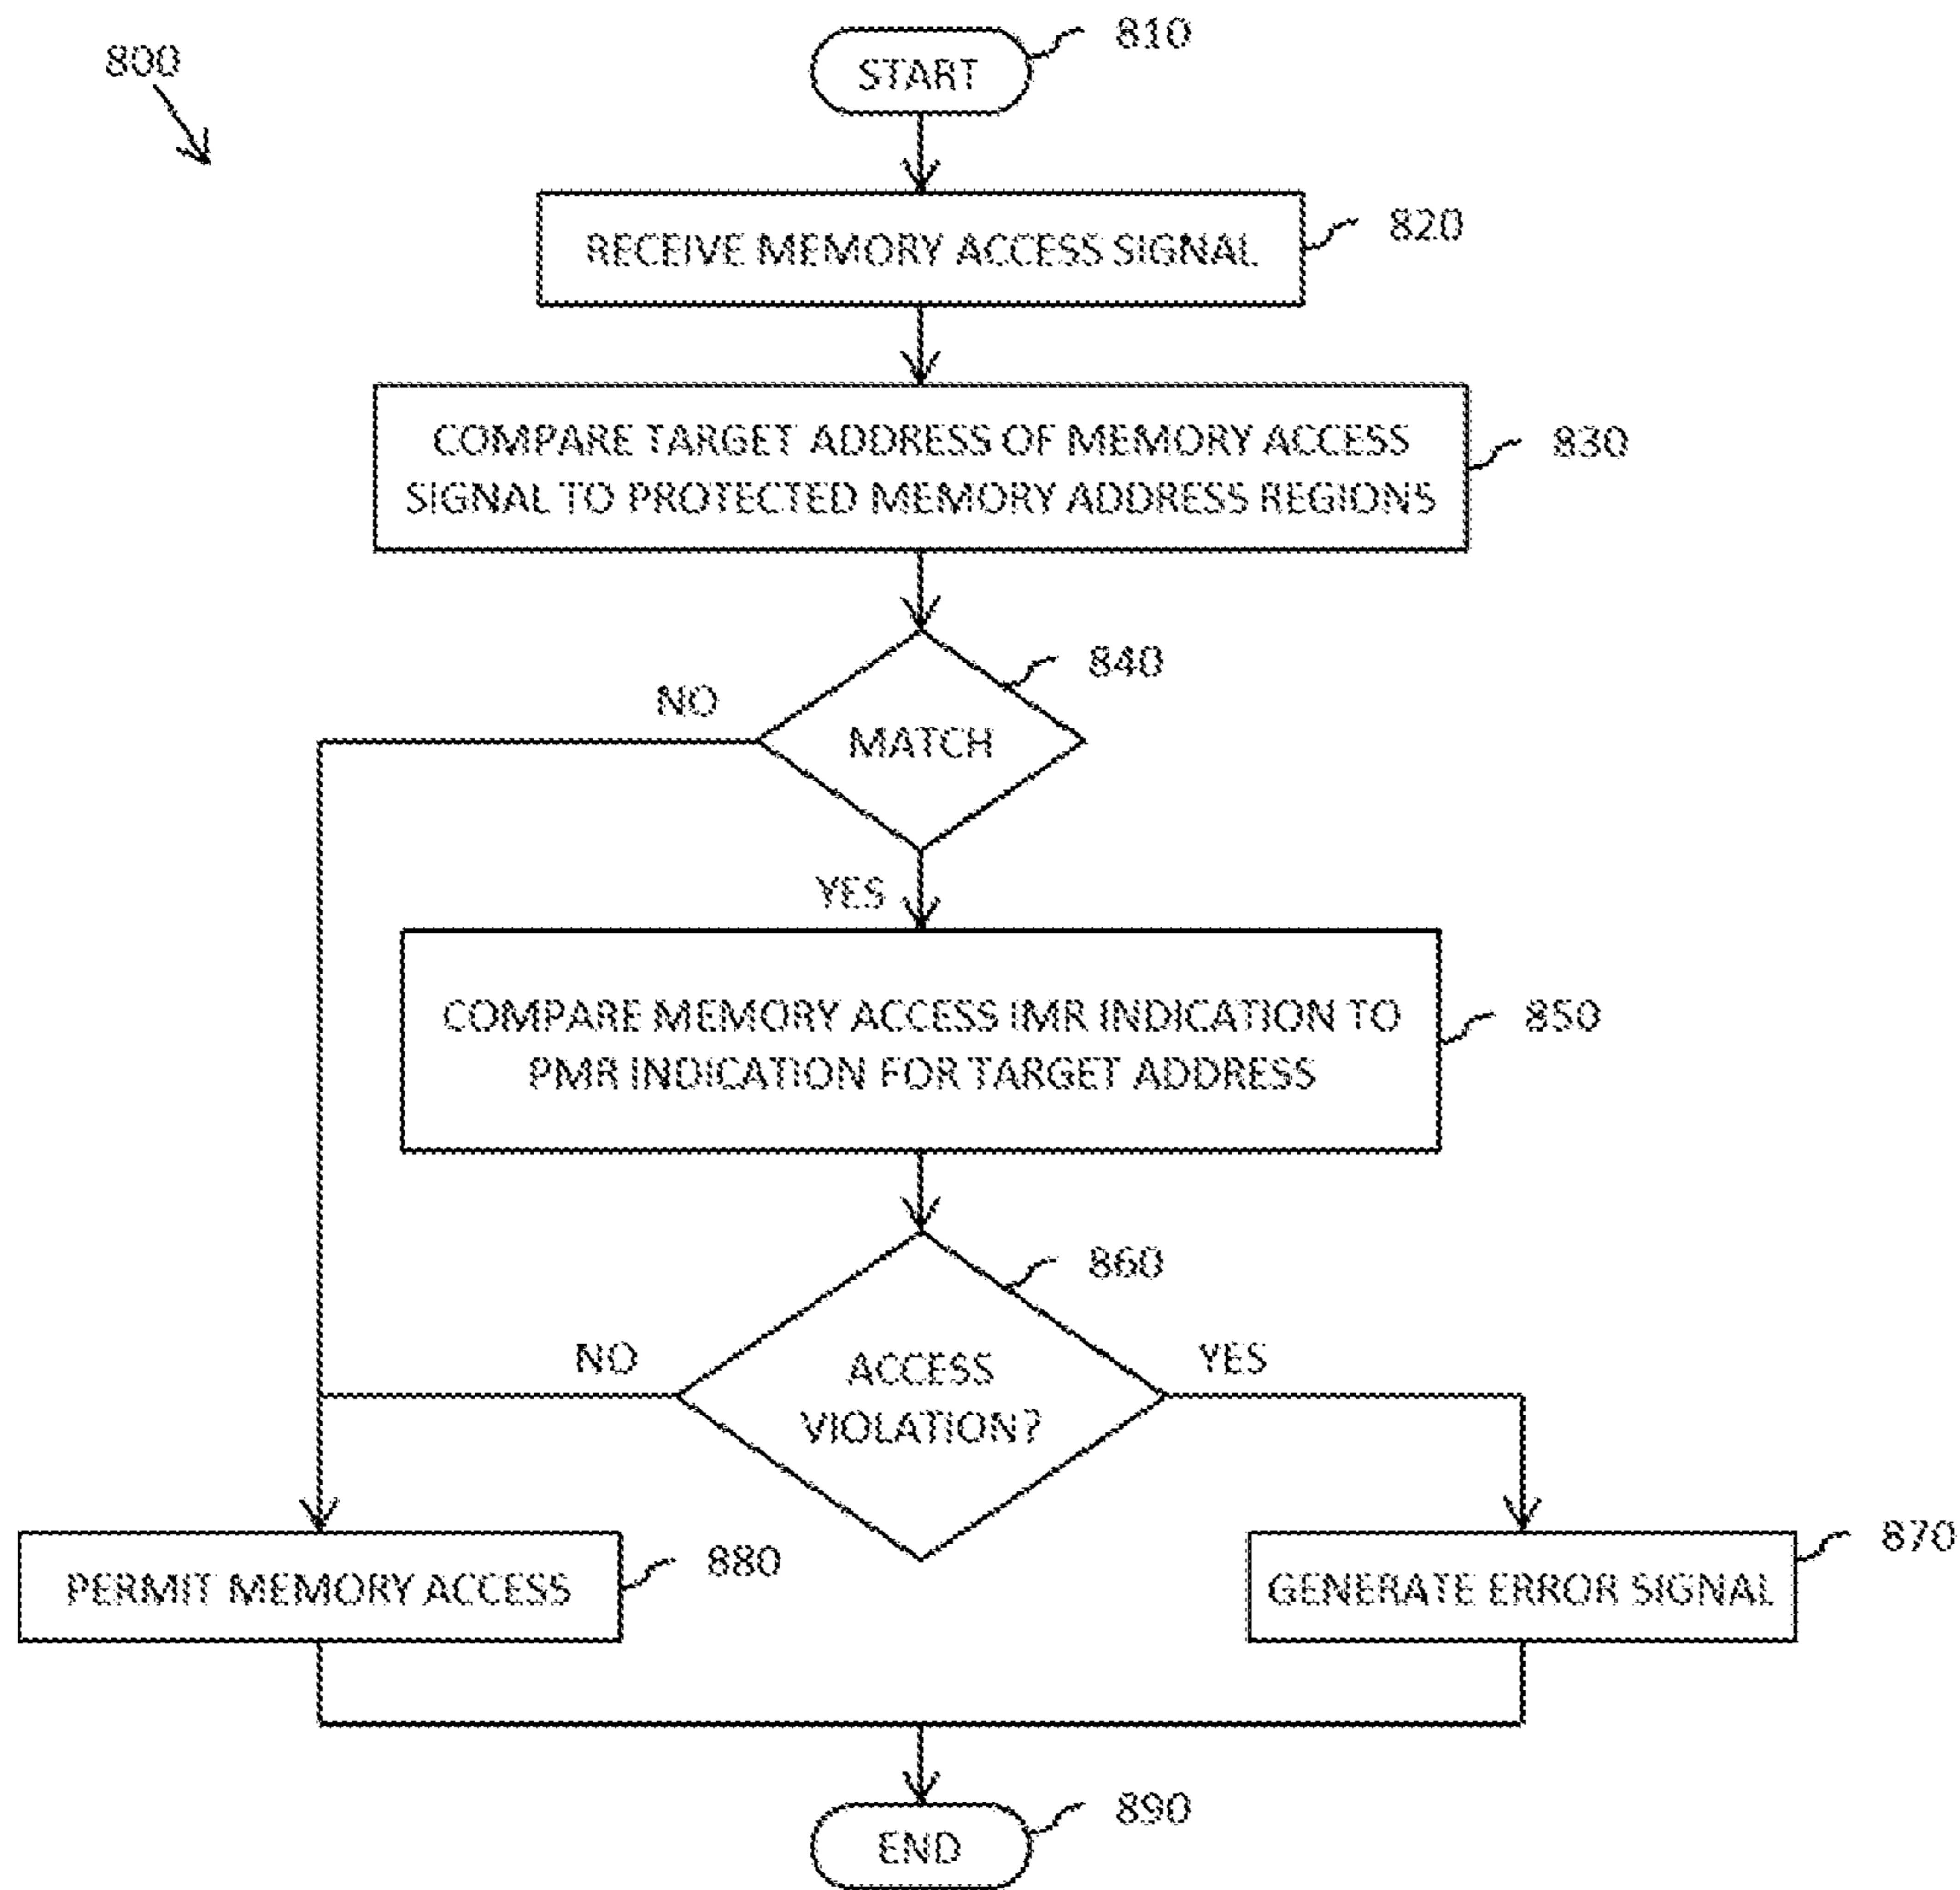 800
START
810
RECEIVE MEMORY ACCESS SIGNAL
820
COMPARE TARGET ADDRESS OF MEMORY ACCESS
SIGNAL TO PROTECTED MEMORY ADDRESS REGIONS
830
MATCH
840
NO
YES
COMPARE MEMORY ACCESS IMR INDICATION TO
PMR INDICATION FOR TARGET ADDRESS
850
860
NO
ACCESS
VIOLATION?
YES
PERMIT MEMORY ACCESS
880
GENERATE ERROR SIGNAL
870
END
890